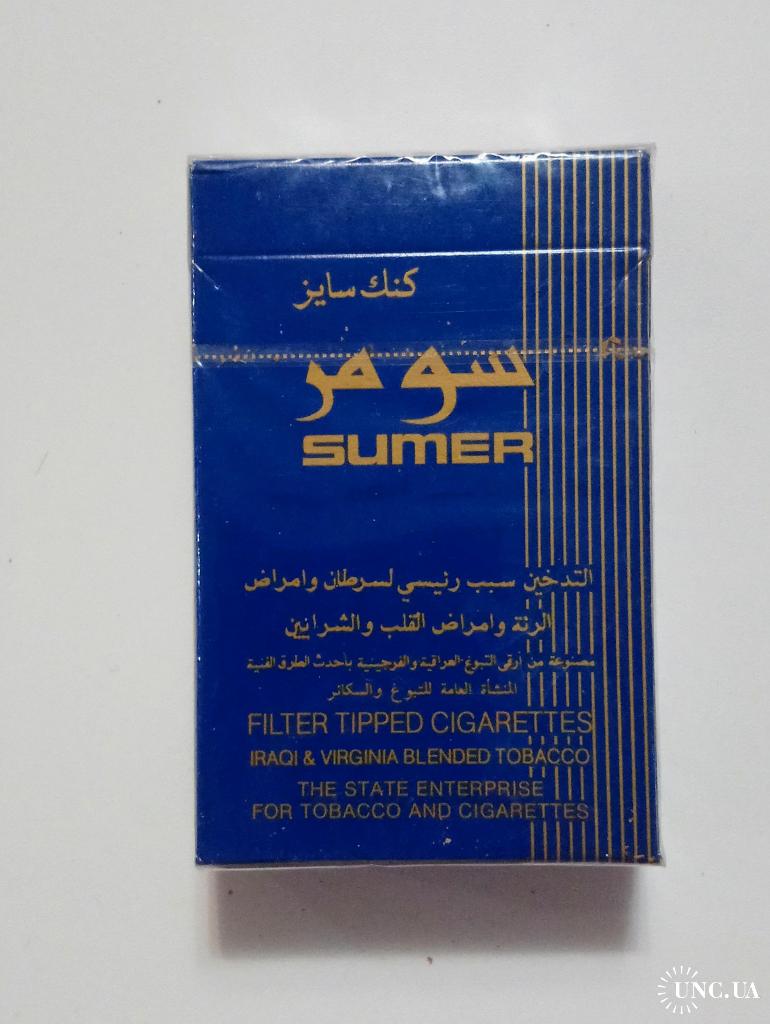 كنك سايز
سومر
SUMER
التدخين سبب رئيسي لسرطان وامراض
الرئة وامراض القلب والشرايين
مصنوعة من أرقى التبوغ العراقية والفرجينية بأحدث الطرق الفنية
المنشأة العامة للتبوغ والسكائر
FILTER TIPPED CIGARETTES
IRAQI & VIRGINIA BLENDED TOBACCO
THE STATE ENTERPRISE
FOR TOBACCO AND CIGARETTES
UNC.UA